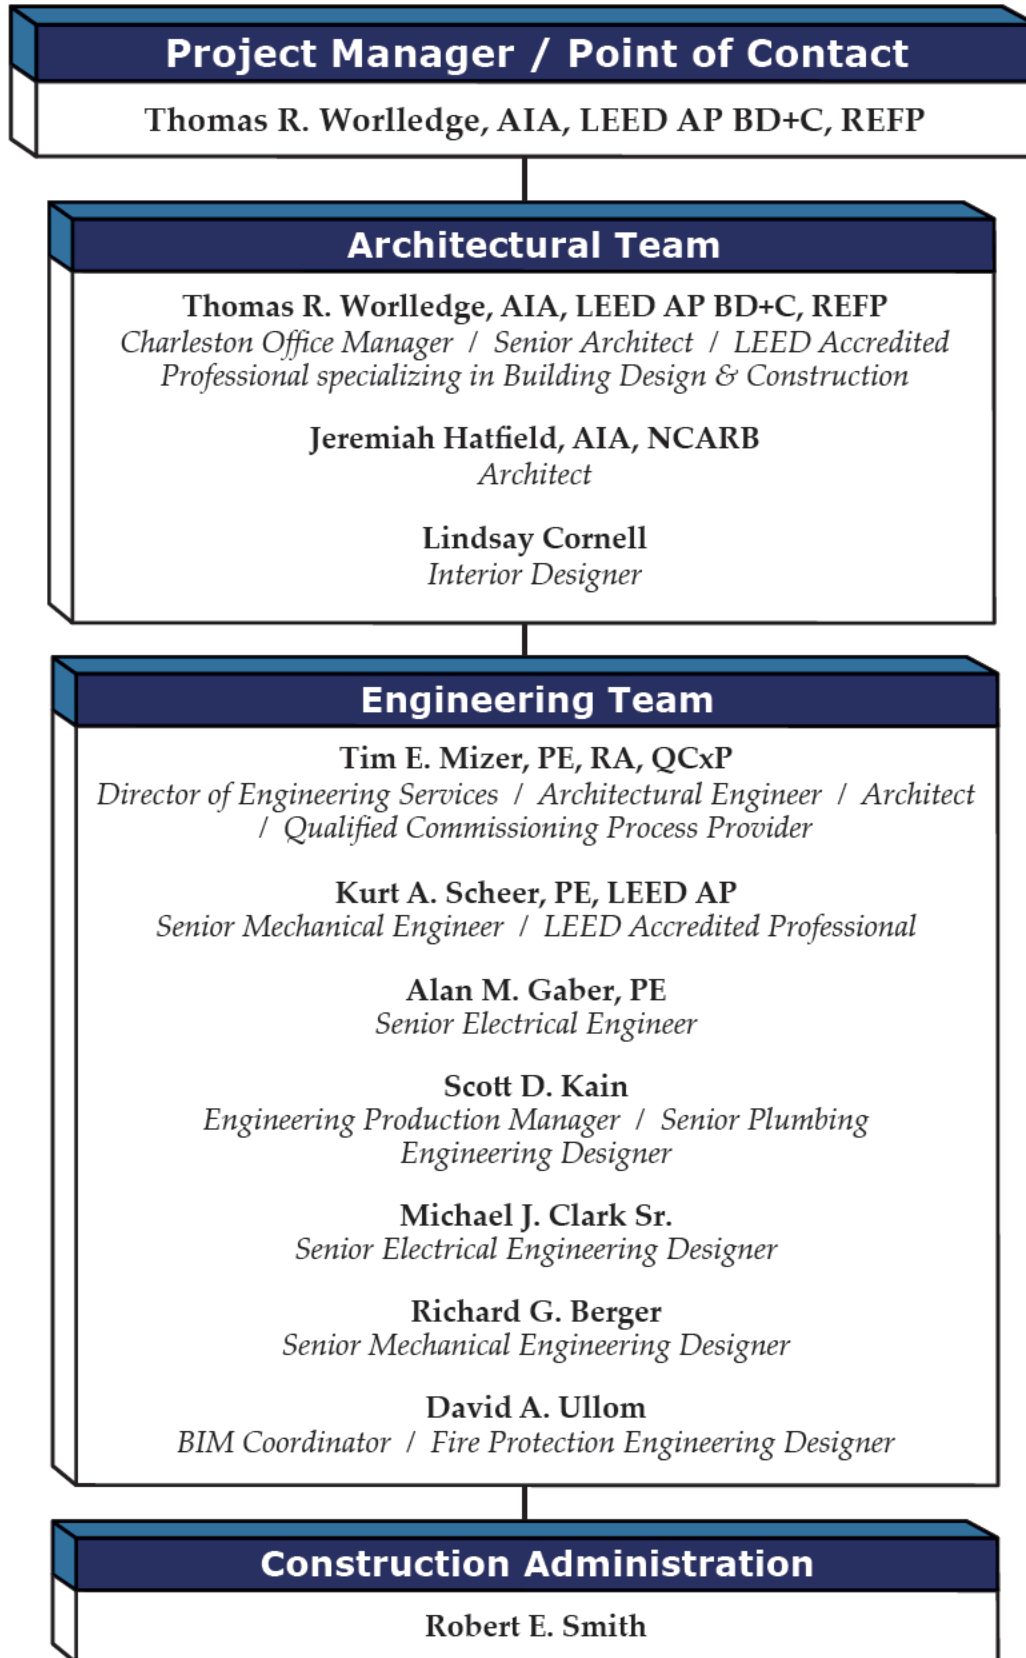 Project Manager / Point of Contact
Thomas R. Worlledge, AIA, LEED AP BD+C, REFP
Architectural Team
Thomas R. Worlledge, AIA, LEED AP BD+C, REFP
Charleston Office Manager / Senior Architect / LEED Accredited
Professional specializing in Building Design & Construction
Jeremiah Hatfield, AIA, NCARB
Architect
Lindsay Cornell
Interior Designer
Engineering Team
Tim E. Mizer, PE, RA, QCxP
Director of Engineering Services / Architectural Engineer / Architect
/ Qualified Commissioning Process Provider
Kurt A. Scheer, PE, LEED AP
Senior Mechanical Engineer / LEED Accredited Professional
Alan M. Gaber, PE
Senior Electrical Engineer
Scott D. Kain
Engineering Production Manager / Senior Plumbing
Engineering Designer
Michael J. Clark Sr.
Senior Electrical Engineering Designer
Richard G. Berger
Senior Mechanical Engineering Designer
David A. Ullom
BIM Coordinator / Fire Protection Engineering Designer
Construction Administration
Robert E. Smith